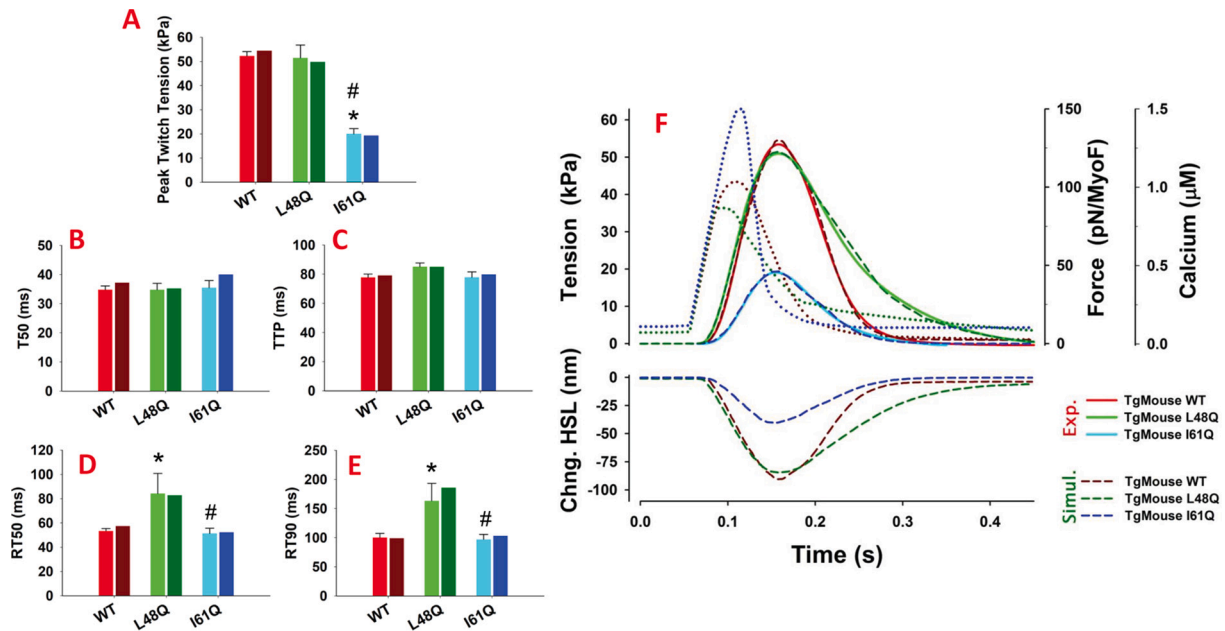 A
Peak Twitch Tension (kPa)
60
50
40
30
20
10
0
#
*
WT
L48Q
I61Q
B
T50 (ms)
50
40
30
20
10
0
WT
L48Q
I61Q
C
TTP (ms)
100
80
60
40
20
0
WT
L48Q
I61Q
D
RT50 (ms)
120
100
80
60
40
20
0
*
#
WT
L48Q
I61Q
E
RT90 (ms)
250
200
150
100
50
0
*
#
WT
L48Q
I61Q
F
Tension (kPa)
60
50
40
30
20
10
0
Force (pN/MyoF)
150
100
50
0
Calcium (μM)
1.5
1.0
0.5
0.0
Chng. HSL (nm)
0
-25
-50
-75
-100
0.0
0.1
0.2
0.3
0.4
Time (s)
Exp.
TgMouse WT
TgMouse L48Q
TgMouse I61Q
Simul.
TgMouse WT
TgMouse L48Q
TgMouse I61Q